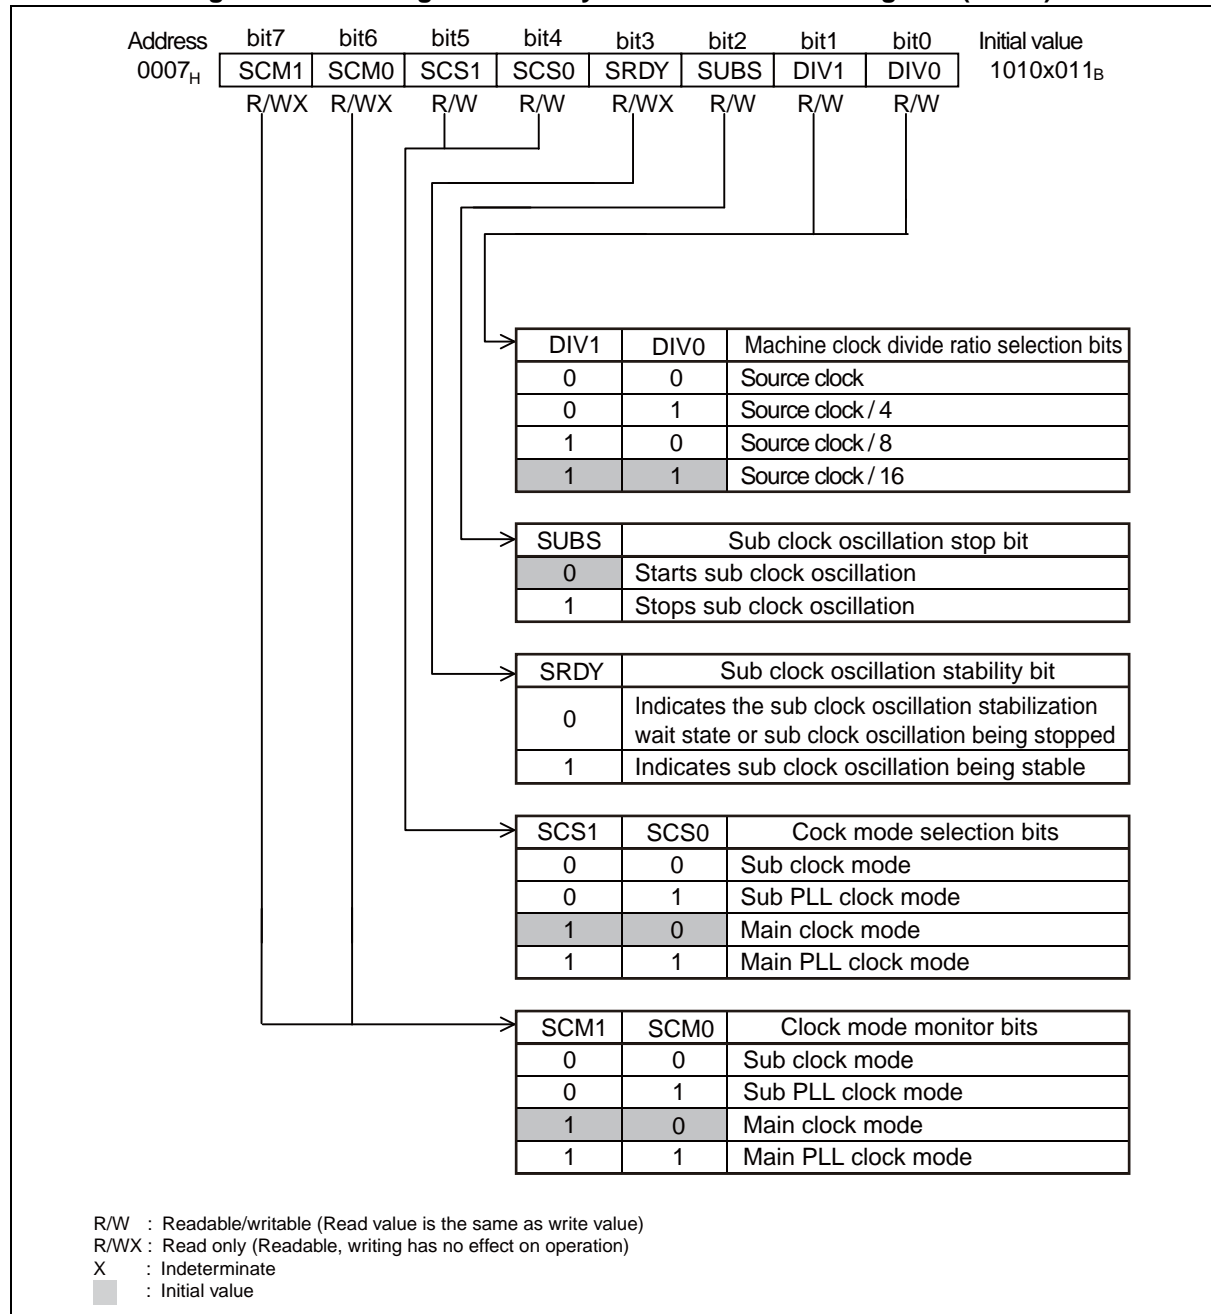 Address bit7 bit6 bit5 bit4 bit3 bit2 bit1 bit0 Initial value
0007H SCM1 SCM0 SCS1 SCS0 SRDY SUBS DIV1 DIV0 1010x011B
R/WX R/WX R/W R/W R/WX R/W R/W R/W
DIV1 DIV0 Machine clock divide ratio selection bits
0 0 Source clock
0 1 Source clock / 4
1 0 Source clock / 8
1 1 Source clock / 16
SUBS Sub clock oscillation stop bit
0 Starts sub clock oscillation
1 Stops sub clock oscillation
SRDY Sub clock oscillation stability bit
0 Indicates the sub clock oscillation stabilization
wait state or sub clock oscillation being stopped
1 Indicates sub clock oscillation being stable
SCS1 SCS0 Cock mode selection bits
0 0 Sub clock mode
0 1 Sub PLL clock mode
1 0 Main clock mode
1 1 Main PLL clock mode
SCM1 SCM0 Clock mode monitor bits
0 0 Sub clock mode
0 1 Sub PLL clock mode
1 0 Main clock mode
1 1 Main PLL clock mode
R/W : Readable/writable (Read value is the same as write value)
R/WX : Read only (Readable, writing has no effect on operation)
X : Indeterminate
: Initial value